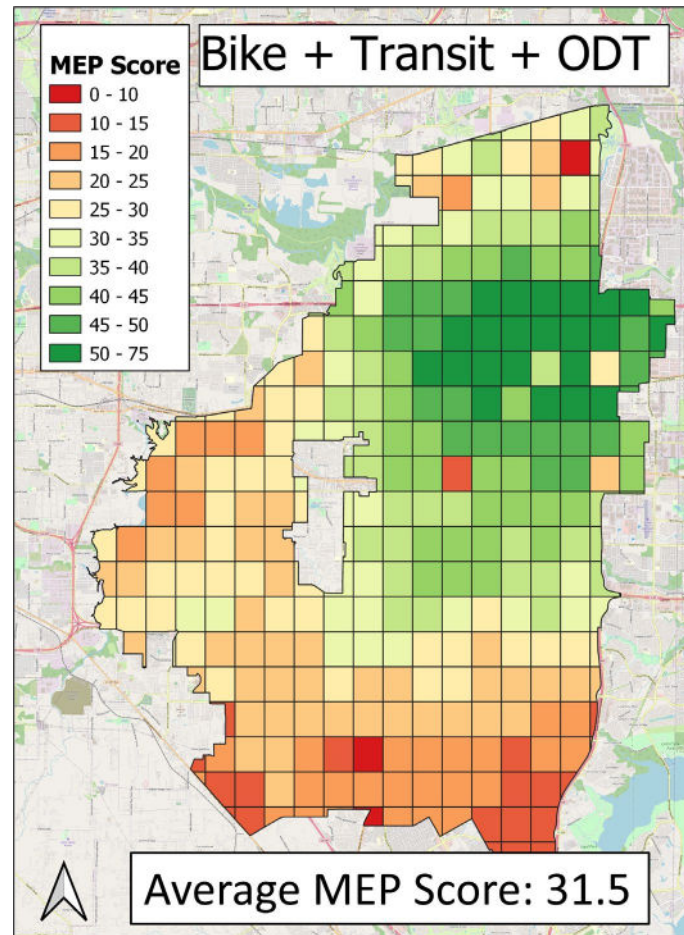 Bike + Transit + ODT
MEP Score
0 - 10
10 - 15
15 - 20
20 - 25
25 - 30
30 - 35
35 - 40
40 - 45
45 - 50
50 - 75
Average MEP Score: 31.5